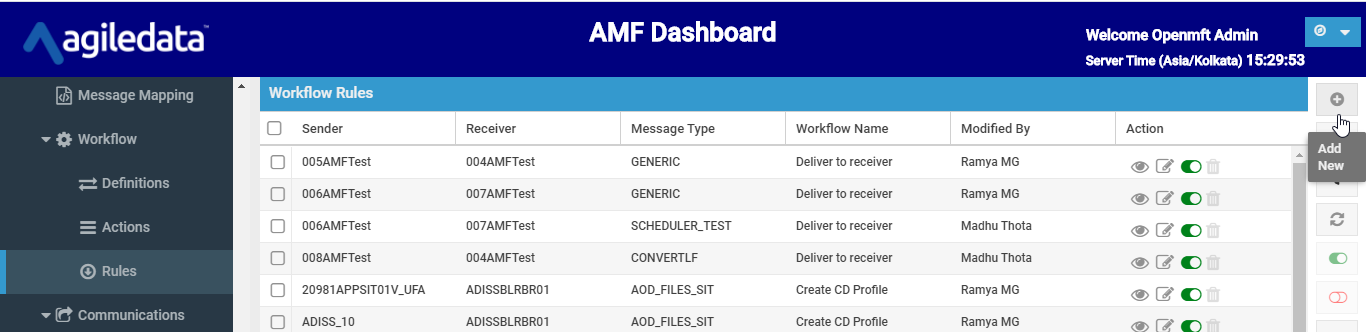 agiledata™
AMF Dashboard
Welcome Openmft Admin
Server Time (Asia/Kolkata) 15:29:53
Message Mapping
Workflow
Definitions
Actions
Rules
Communications
Workflow Rules
Sender Receiver Message Type Workflow Name Modified By Action
005AMFTest 004AMFTest GENERIC Deliver to receiver Ramya MG
006AMFTest 007AMFTest GENERIC Deliver to receiver Ramya MG
006AMFTest 007AMFTest SCHEDULER_TEST Deliver to receiver Madhu Thota
008AMFTest 004AMFTest CONVERTLF Deliver to receiver Madhu Thota
20981APPSIT01V_UFA ADISSBLRBR01 AOD_FILES_SIT Create CD Profile Ramya MG
ADISS_10 ADISSBLRBR01 AOD_FILES_SIT Create CD Profile Ramya MG
Add
New